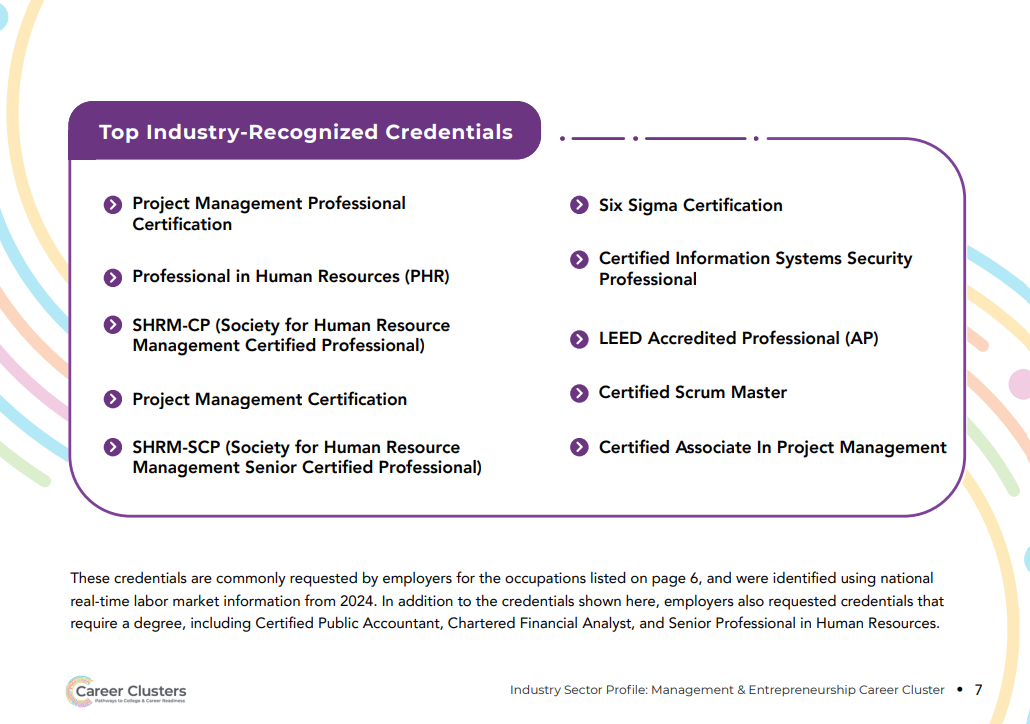 Top Industry-Recognized Credentials
Project Management Professional
Certification
Professional in Human Resources (PHR)
SHRM-CP (Society for Human Resource
Management Certified Professional)
Project Management Certification
SHRM-SCP (Society for Human Resource
Management Senior Certified Professional)
Six Sigma Certification
Certified Information Systems Security
Professional
LEED Accredited Professional (AP)
Certified Scrum Master
Certified Associate In Project Management
These credentials are commonly requested by employers for the occupations listed on page 6, and were identified using national
real-time labor market information from 2024. In addition to the credentials shown here, employers also requested credentials that
require a degree, including Certified Public Accountant, Chartered Financial Analyst, and Senior Professional in Human Resources.
Career Clusters
Pathways to College & Career Readiness
Industry Sector Profile: Management & Entrepreneurship Career Cluster • 7